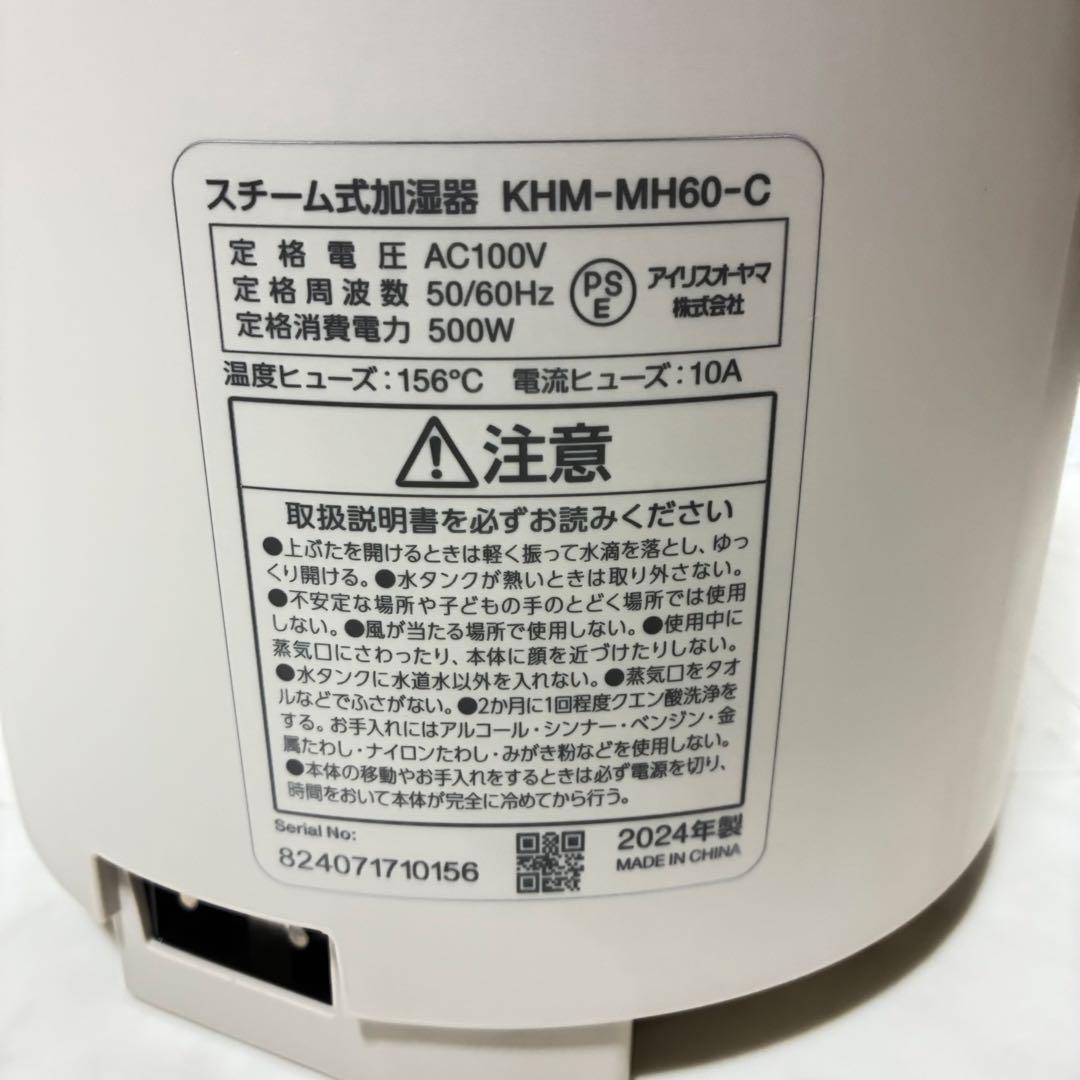 スチーム式加湿器 KHM-MH60-C
定格電圧 AC100V
定格周波数 50/60Hz
定格消費電力 500W
PS
E
アイリスオーヤマ
株式会社
温度ヒューズ:156℃ 電流ヒューズ:10A
注意
取扱説明書を必ずお読みください
●上ぶたを開けるときは軽く振って水滴を落とし、ゆっ
くり開ける。●水タンクが熱いときは取り外さない。
●不安定な場所や子どもの手のとどく場所では使用
しない。●風が当たる場所で使用しない。●使用中に
蒸気口にさわったり、本体に顔を近づけたりしない。
●水タンクに水道水以外を入れない。●蒸気口をタオ
ルなどでふさがない。●2か月に1回程度クエン酸洗浄を
する。お手入れにはアルコール・シンナー・ベンジン・金
属たわし・ナイロンたわし・みがき粉などを使用しない。
●本体の移動やお手入れをするときは必ず電源を切り、
時間をおいて本体が完全に冷めてから行う。
Serial No:
824071710156
2024年製
MADE IN CHINA